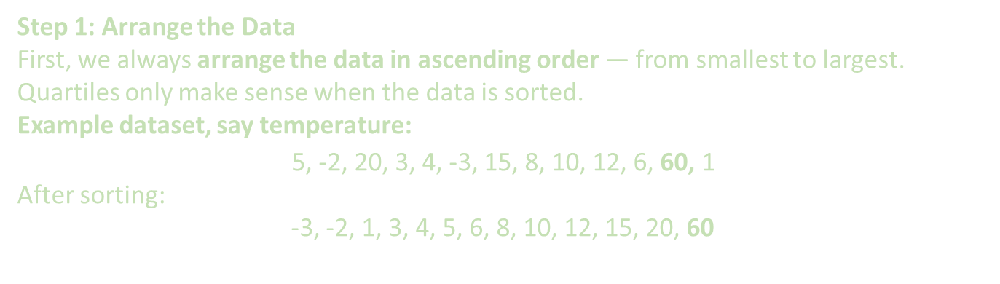 Step 1: Arrange the Data
First, we always arrange the data in ascending order — from smallest to largest.
Quartiles only make sense when the data is sorted.
Example dataset, say temperature:
5, -2, 20, 3, 4, -3, 15, 8, 10, 12, 6, 60, 1
After sorting:
-3, -2, 1, 3, 4, 5, 6, 8, 10, 12, 15, 20, 60